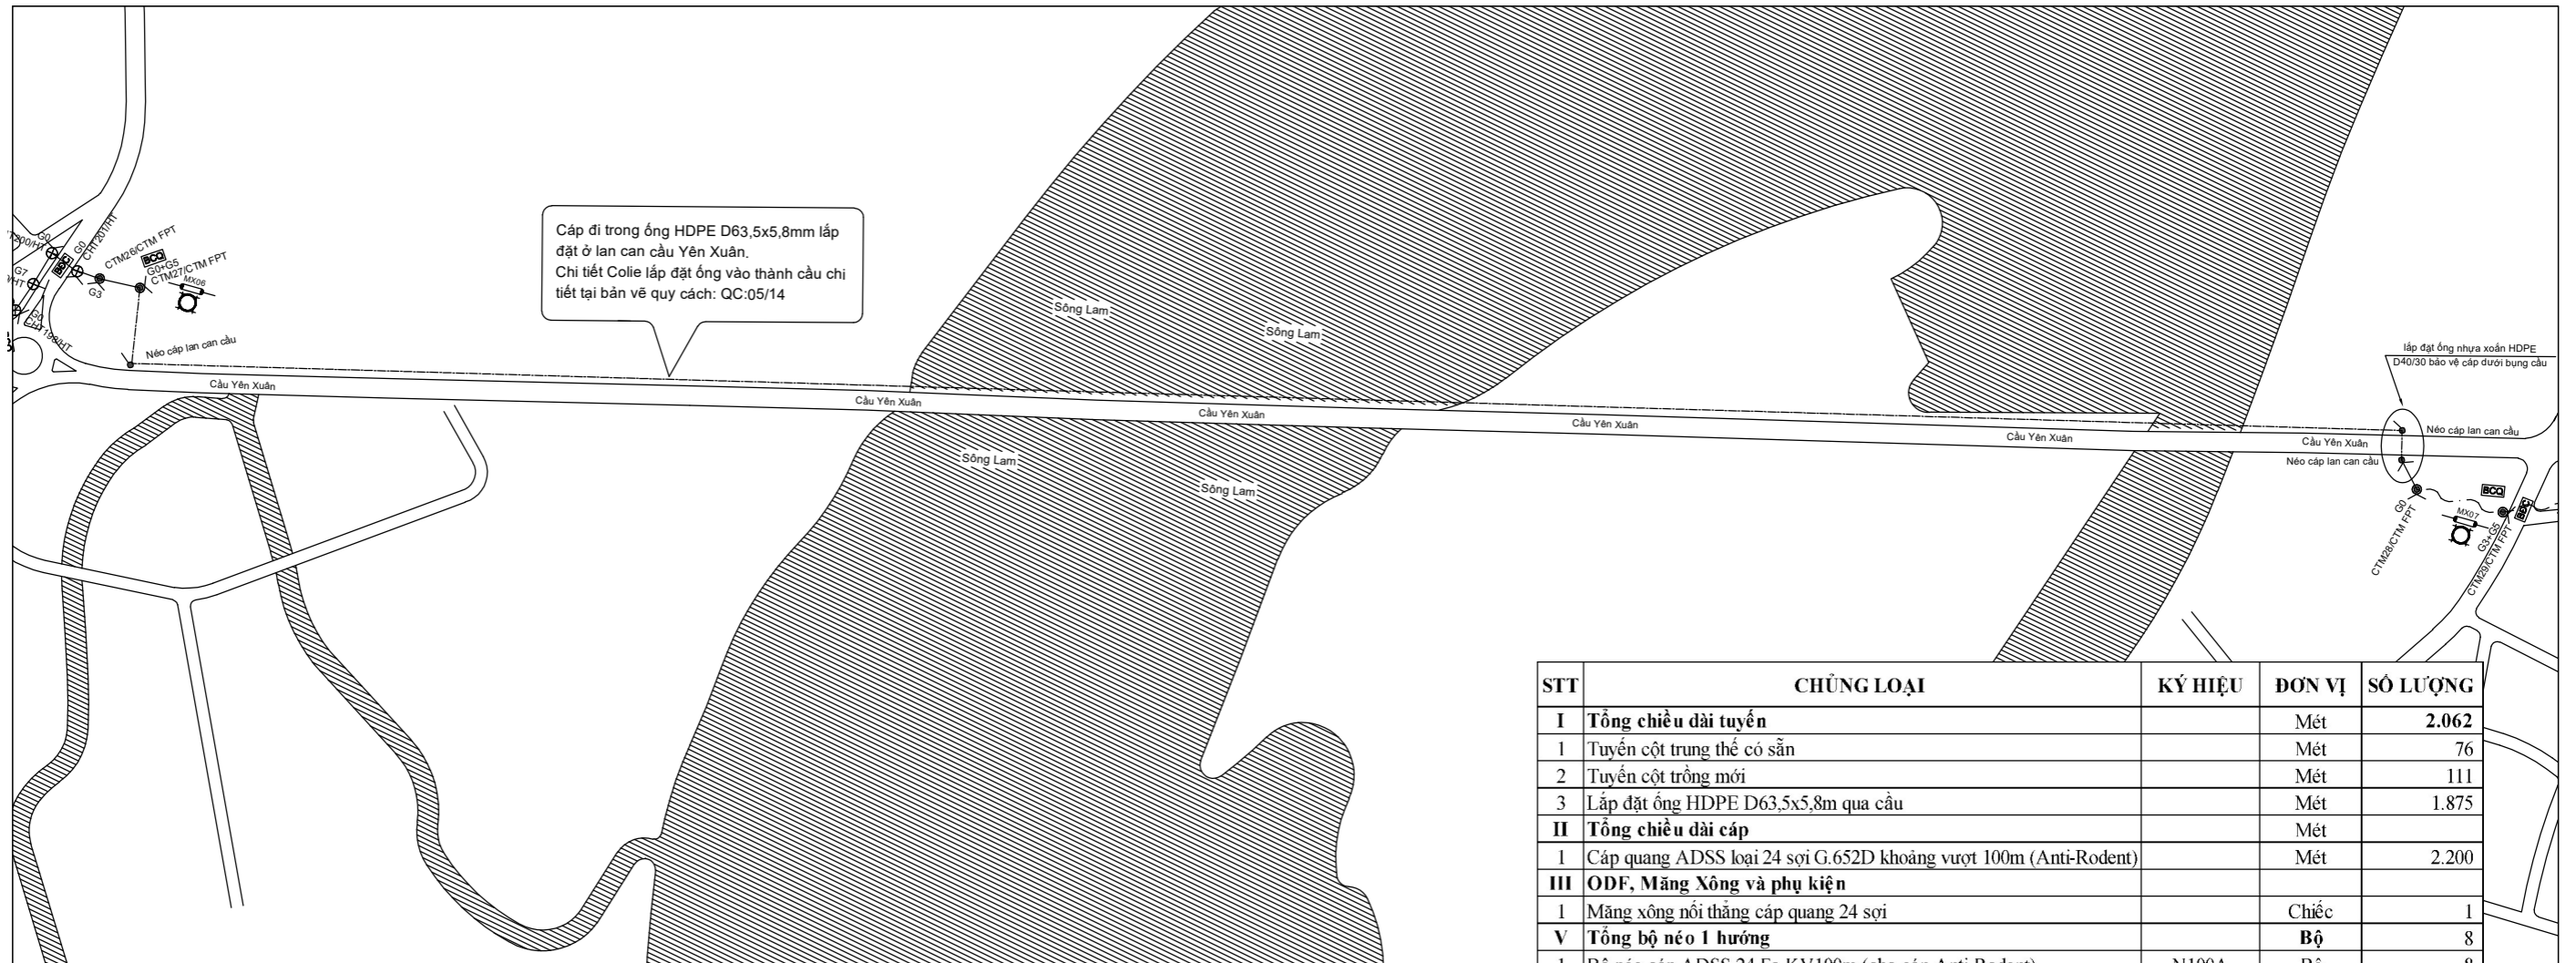 Cáp đi trong ống HDPE D63,5x5,8mm lắp
đặt ở lan can cầu Yên Xuân.
Chi tiết Colie lắp đặt ống vào thành cầu chi
tiết tại bản vẽ quy cách: QC:05/14
G0
G0
CHT201/HT
BĐC
G7
G0
CHT198/HT
G3
CTM26/CTM FPT
BCQ
G0+G5
CTM27/CTM FPT
MX06
Néo cáp lan can cầu
Cầu Yên Xuân
Cầu Yên Xuân
Cầu Yên Xuân
Cầu Yên Xuân
Cầu Yên Xuân
Cầu Yên Xuân
Sông Lam
Sông Lam
Sông Lam
Sông Lam
lắp đặt ống nhựa xoắn HDPE
D40/30 bảo vệ cáp dưới bụng cầu
Néo cáp lan can cầu
Néo cáp lan can cầu
BCQ
BĐC
G0
CTM28/CTM FPT
MX07
G3+G5
CTM29/CTM FPT
STT CHỦNG LOẠI KÝ HIỆU ĐƠN VỊ SỐ LƯỢNG
I Tổng chiều dài tuyến Mét 2.062
1 Tuyến cột trung thế có sẵn Mét 76
2 Tuyến cột trồng mới Mét 111
3 Lắp đặt ống HDPE D63,5x5,8m qua cầu Mét 1.875
II Tổng chiều dài cáp Mét
1 Cáp quang ADSS loại 24 sợi G.652D khoảng vượt 100m (Anti-Rodent) Mét 2.200
III ODF, Măng Xông và phụ kiện
1 Măng xông nối thẳng cáp quang 24 sợi Chiếc 1
V Tổng bộ néo 1 hướng Bộ 8